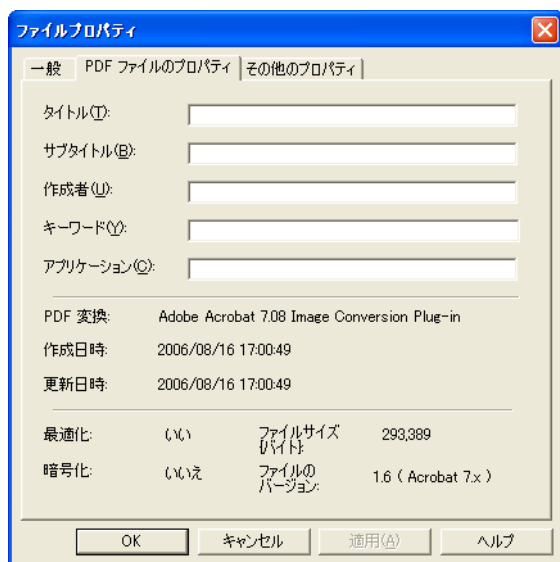 ファイルプロパティ
一般 PDF ファイルのプロパティ その他のプロパティ
タイトル(T):
サブタイトル(B):
作成者(U):
キーワード(Y):
アプリケーション(C):
PDF 変換: Adobe Acrobat 7.08 Image Conversion Plug-in
作成日時: 2006/08/16 17:00:49
更新日時: 2006/08/16 17:00:49
最適化: いい ファイルサイズ [バイト]: 293,389
暗号化: いいえ ファイルの バージョン: 1.6 ( Acrobat 7.x )
OK キャンセル 適用(A) ヘルプ